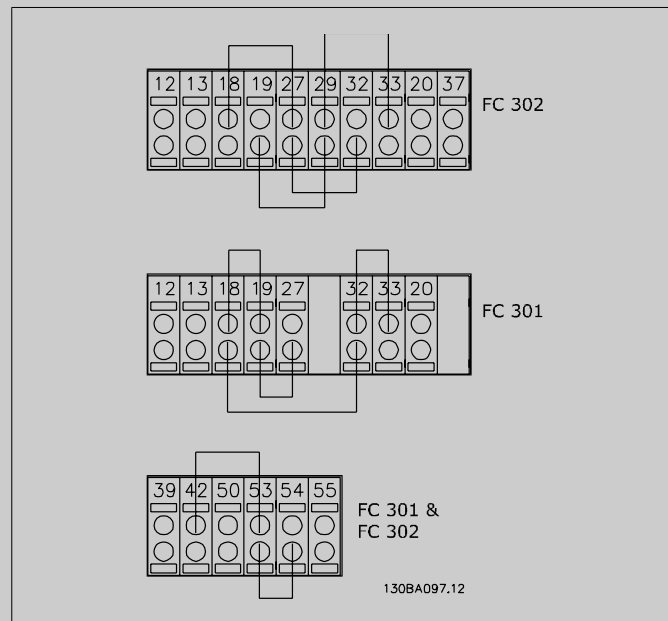 12 13 18 19 27 29 32 33 20 37
FC 302
12 13 18 19 27 32 33 20
FC 301
39 42 50 53 54 55
FC 301 &
FC 302
130BA097.12